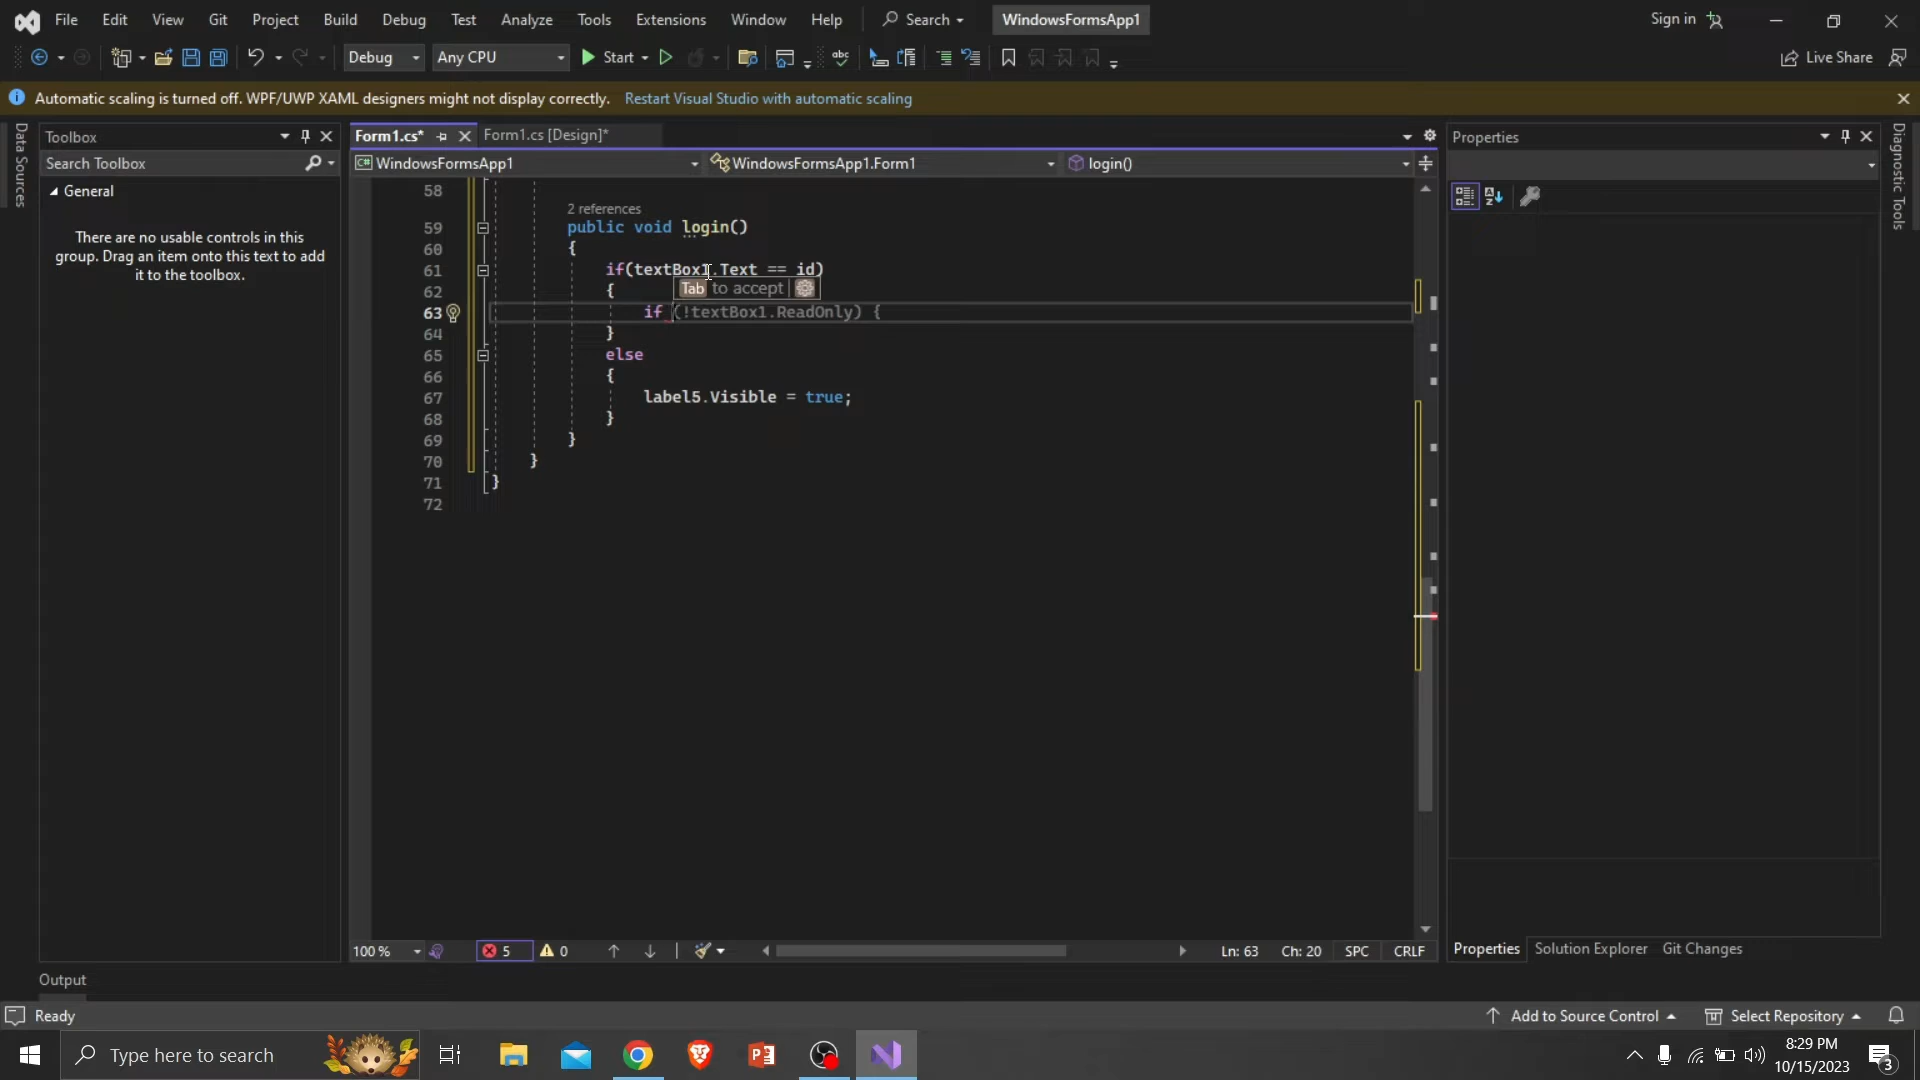 File Edit View Git Project Build Debug Test Analyze Tools Extensions Window Help Search WindowsFormsApp1 Sign in
Debug Any CPU Start abc Live Share
Automatic scaling is turned off. WPF/UWP XAML designers might not display correctly. Restart Visual Studio with automatic scaling
Data Sources
Toolbox
Search Toolbox
General
There are no usable controls in this
group. Drag an item onto this text to add
it to the toolbox.
Form1.cs* Form1.cs [Design]*
C# WindowsFormsApp1 WindowsFormsApp1.Form1 login()
58
2 references
59 public void login()
60 {
61 if(textBox1.Text == id)
62 {
Tab to accept
63 if (!textBox1.ReadOnly) {
64 }
65 else
66 {
67 label5.Visible = true;
68 }
69 }
70 }
71 }
72
100 % 5 0 Ln: 63 Ch: 20 SPC CRLF
Properties
Diagnostic Tools
Properties Solution Explorer Git Changes
Output
Ready Add to Source Control Select Repository
Type here to search
8:29 PM
10/15/2023
3